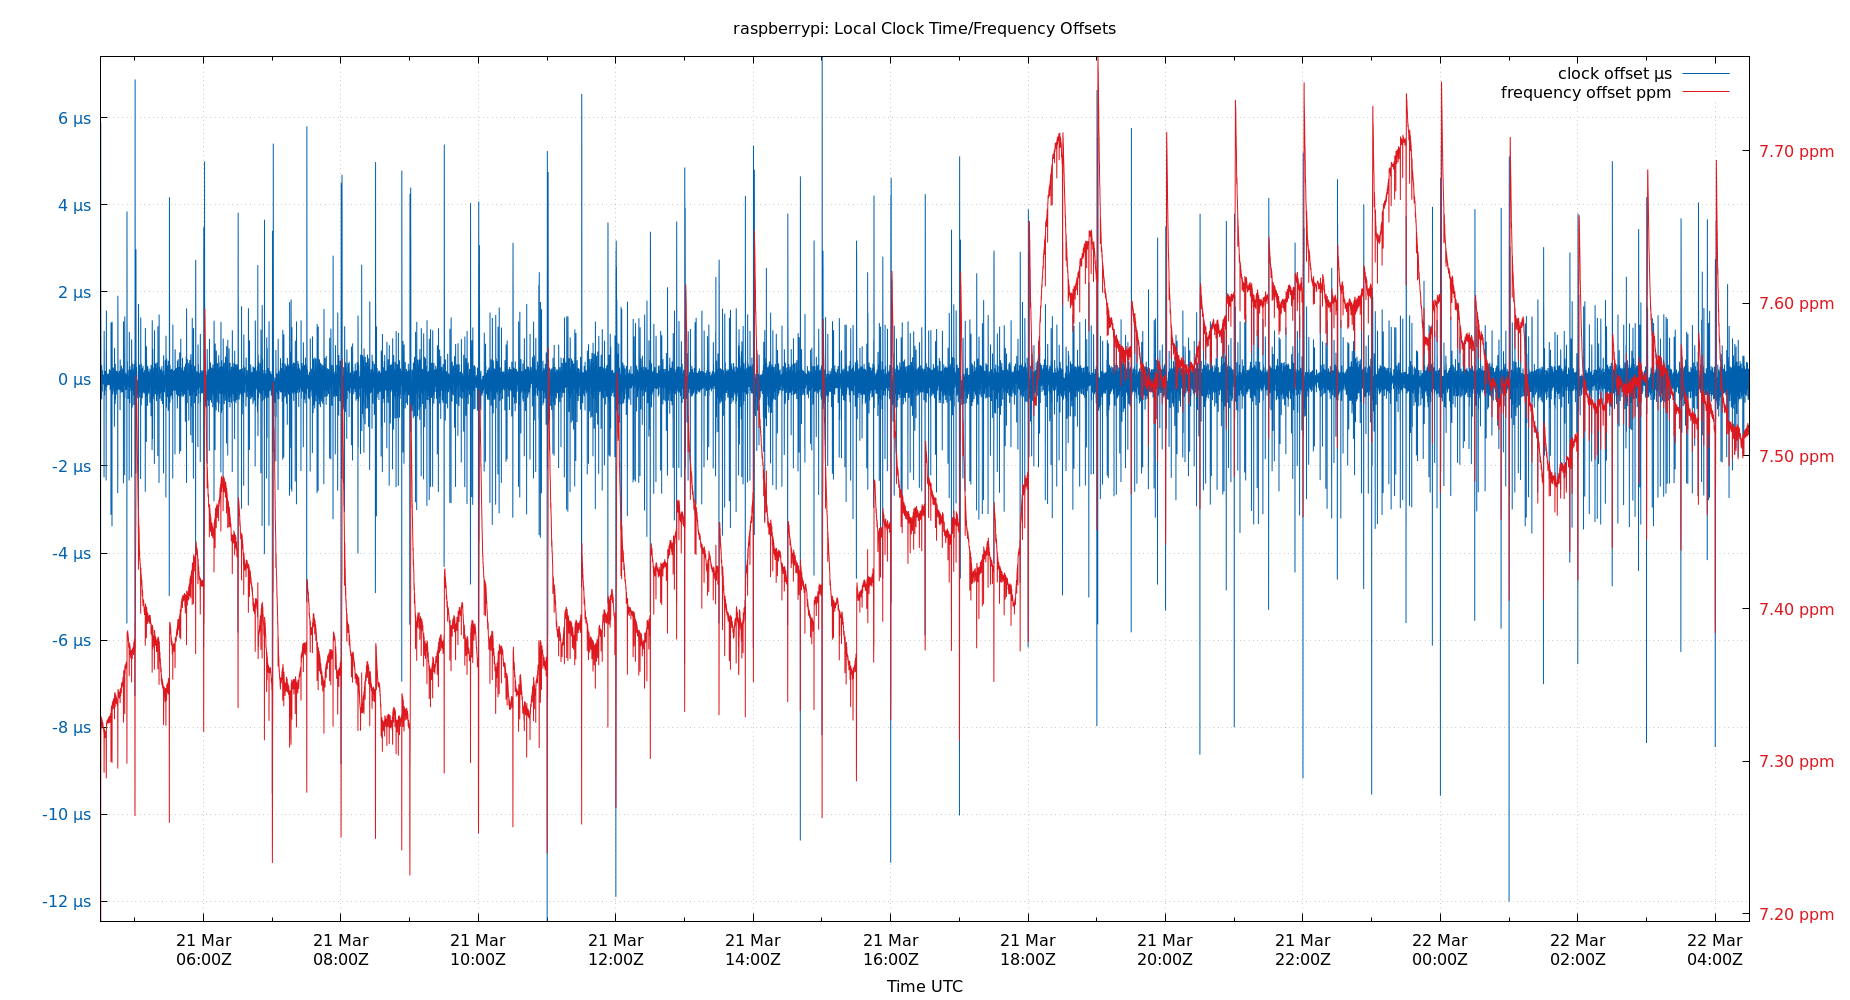 raspberrypi: Local Clock Time/Frequency Offsets
clock offset µs
frequency offset ppm
6 µs
4 µs
2 µs
0 µs
-2 µs
-4 µs
-6 µs
-8 µs
-10 µs
-12 µs
7.70 ppm
7.60 ppm
7.50 ppm
7.40 ppm
7.30 ppm
7.20 ppm
21 Mar 21 Mar 21 Mar 21 Mar 21 Mar 21 Mar 21 Mar 21 Mar 21 Mar 22 Mar 22 Mar 22 Mar
06:00Z 08:00Z 10:00Z 12:00Z 14:00Z 16:00Z 18:00Z 20:00Z 22:00Z 00:00Z 02:00Z 04:00Z
Time UTC